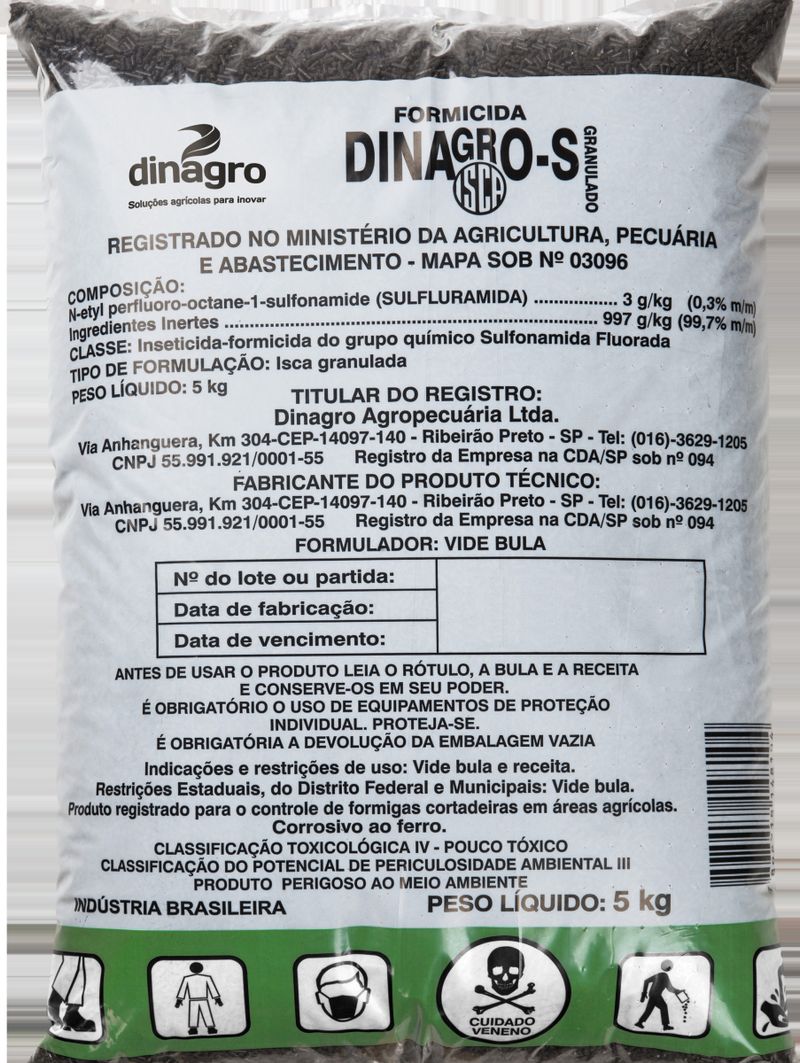 dinagro
Soluções agrícolas para inovar
FORMICIDA
DINAGRO-S
ISCA
GRANULADO
REGISTRADO NO MINISTÉRIO DA AGRICULTURA, PECUÁRIA
E ABASTECIMENTO - MAPA SOB Nº 03096
COMPOSIÇÃO:
N-etyl perfluoro-octane-1-sulfonamide (SULFLURAMIDA) ................. 3 g/kg (0,3% m/m)
Ingredientes Inertes ................................................................ 997 g/kg (99,7% m/m)
CLASSE: Inseticida-formicida do grupo químico Sulfonamida Fluorada
TIPO DE FORMULAÇÃO: Isca granulada
PESO LÍQUIDO: 5 kg
TITULAR DO REGISTRO:
Dinagro Agropecuária Ltda.
Via Anhanguera, Km 304-CEP-14097-140 - Ribeirão Preto - SP - Tel: (016)-3629-1205
CNPJ 55.991.921/0001-55 Registro da Empresa na CDA/SP sob nº 094
FABRICANTE DO PRODUTO TÉCNICO:
Via Anhanguera, Km 304-CEP-14097-140 - Ribeirão Preto - SP - Tel: (016)-3629-1205
CNPJ 55.991.921/0001-55 Registro da Empresa na CDA/SP sob nº 094
FORMULADOR: VIDE BULA
Nº do lote ou partida:
Data de fabricação:
Data de vencimento:
ANTES DE USAR O PRODUTO LEIA O RÓTULO, A BULA E A RECEITA
E CONSERVE-OS EM SEU PODER.
É OBRIGATÓRIO O USO DE EQUIPAMENTOS DE PROTEÇÃO
INDIVIDUAL. PROTEJA-SE.
É OBRIGATÓRIA A DEVOLUÇÃO DA EMBALAGEM VAZIA
Indicações e restrições de uso: Vide bula e receita.
Restrições Estaduais, do Distrito Federal e Municipais: Vide bula.
Produto registrado para o controle de formigas cortadeiras em áreas agrícolas.
Corrosivo ao ferro.
CLASSIFICAÇÃO TOXICOLÓGICA IV - POUCO TÓXICO
CLASSIFICAÇÃO DO POTENCIAL DE PERICULOSIDADE AMBIENTAL III
PRODUTO PERIGOSO AO MEIO AMBIENTE
INDÚSTRIA BRASILEIRA
PESO LÍQUIDO: 5 kg
CUIDADO
VENENO